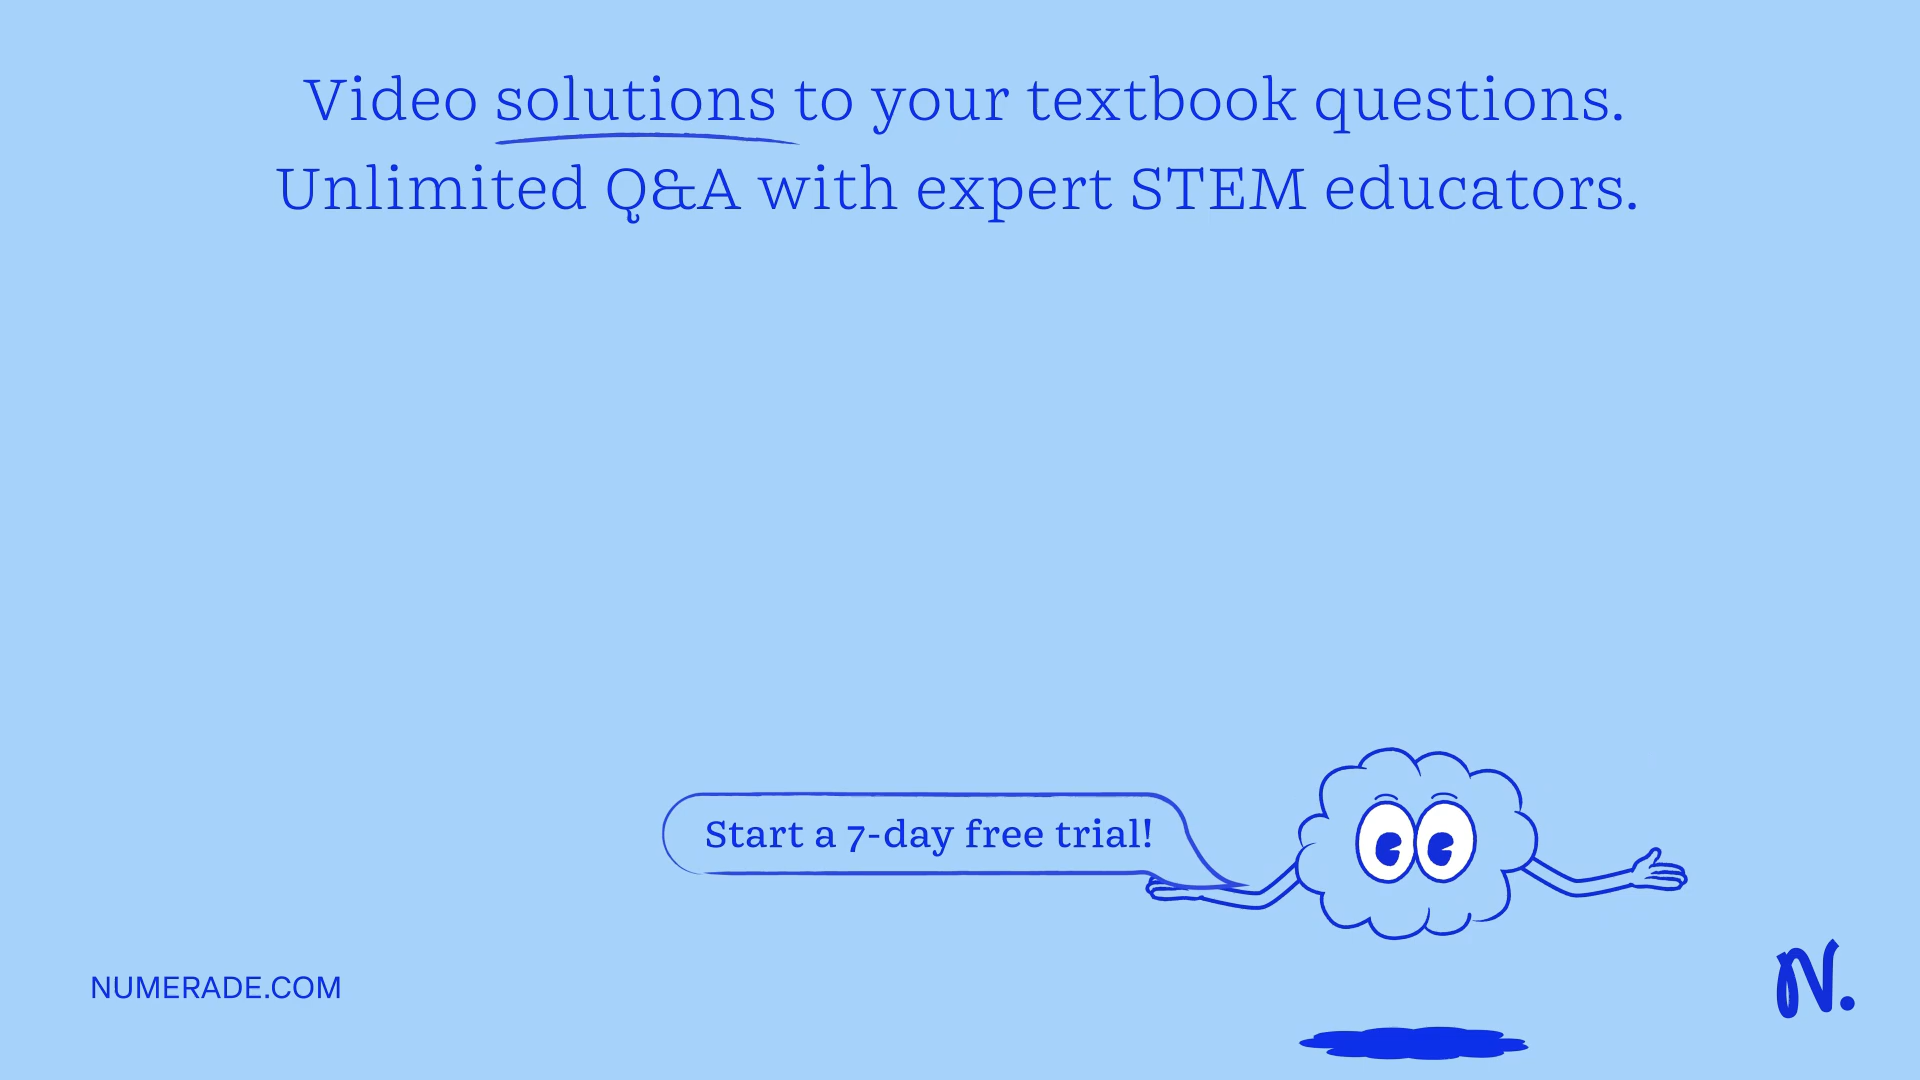 Video solutions to your textbook questions.
Unlimited Q&A with expert STEM educators.
Start a 7-day free trial!
NUMERADE.COM
N.